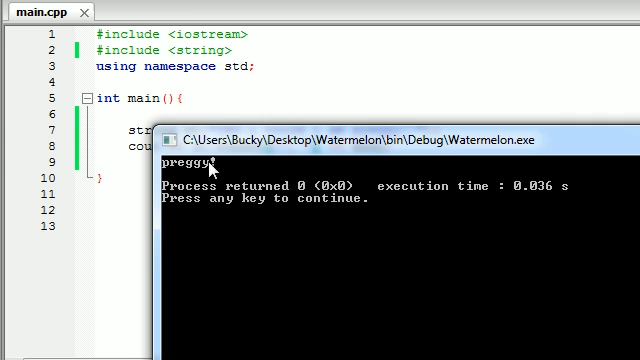 main.cpp
1 #include <iostream>
2 #include <string>
3 using namespace std;
4
5 int main(){
6
7
8
9
10 }
11
12
13
C:\Users\Bucky\Desktop\Watermelon\bin\Debug\Watermelon.exe
preggy!
Process returned 0 (0x0) execution time : 0.036 s
Press any key to continue.